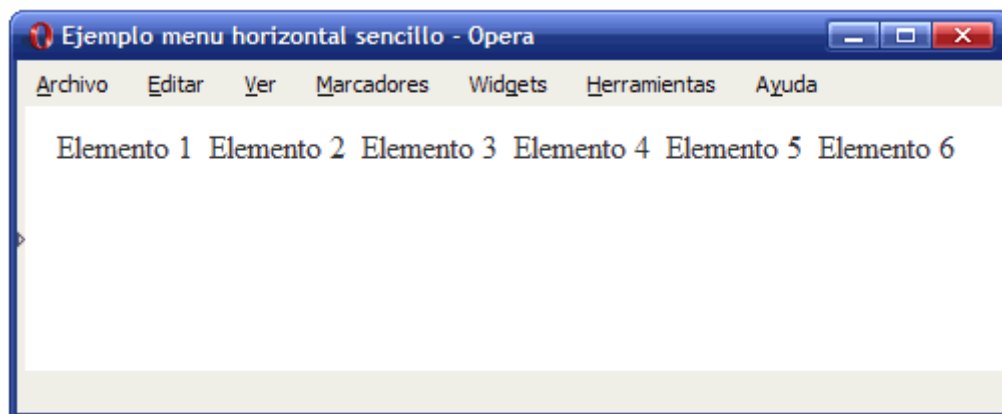 Ejemplo menu horizontal sencillo - Opera
Archivo Editar Ver Marcadores Widgets Herramientas Ayuda
Elemento 1 Elemento 2 Elemento 3 Elemento 4 Elemento 5 Elemento 6